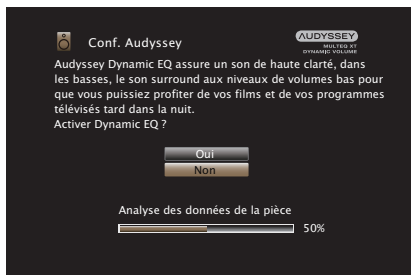 Conf. Audyssey
AUDYSSEY
MULTEQ XT
DYNAMIC VOLUME
Audyssey Dynamic EQ assure un son de haute clarté, dans
les basses, le son surround aux niveaux de volumes bas pour
que vous puissiez profiter de vos films et de vos programmes
télévisés tard dans la nuit.
Activer Dynamic EQ ?
Oui
Non
Analyse des données de la pièce
50%